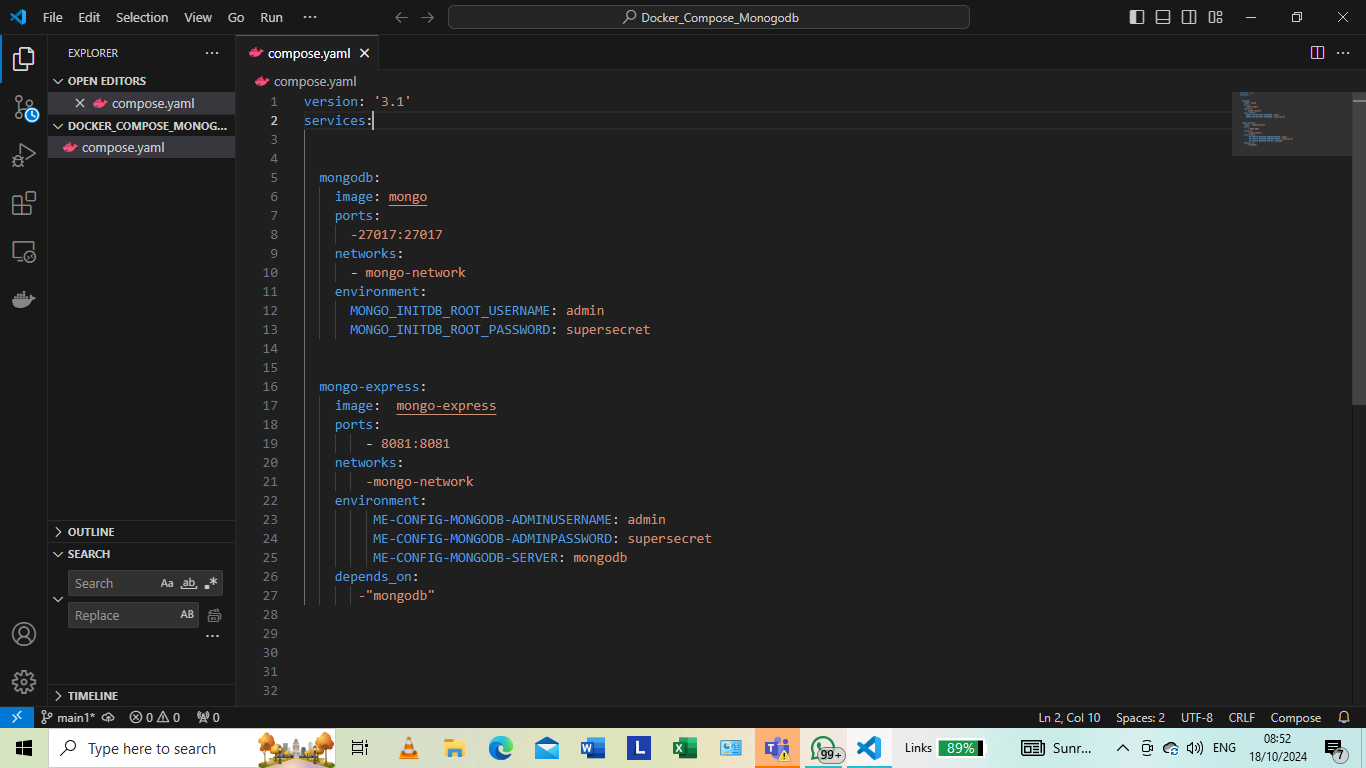 File Edit Selection View Go Run ···
Docker_Compose_Monogodb
EXPLORER
OPEN EDITORS
compose.yaml
DOCKER_COMPOSE_MONOG...
compose.yaml
compose.yaml
compose.yaml
1 version: '3.1'
2 services:
3
4
5 mongodb:
6 image: mongo
7 ports:
8 -27017:27017
9 networks:
10 - mongo-network
11 environment:
12 MONGO_INITDB_ROOT_USERNAME: admin
13 MONGO_INITDB_ROOT_PASSWORD: supersecret
14
15
16 mongo-express:
17 image:  mongo-express
18 ports:
19 - 8081:8081
20 networks:
21 -mongo-network
22 environment:
23 ME-CONFIG-MONGODB-ADMINUSERNAME: admin
24 ME-CONFIG-MONGODB-ADMINPASSWORD: supersecret
25 ME-CONFIG-MONGODB-SERVER: mongodb
26 depends_on:
27 -"mongodb"
28
29
30
31
32
OUTLINE
SEARCH
Search Aa ab .*
Replace AB
TIMELINE
main1* 0 0 0
Ln 2, Col 10 Spaces: 2 UTF-8 CRLF Compose
Type here to search
W L X 99+
Links 89%
Sunr... ENG
08:52
18/10/2024
7